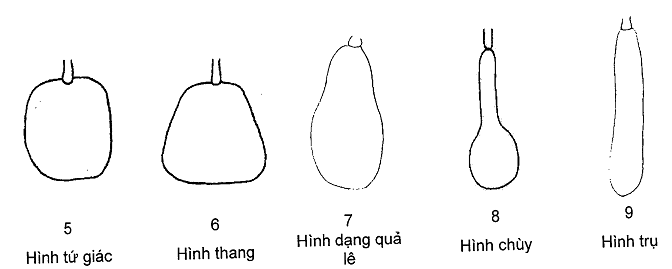 5 6 7 8 9
Hình tứ giác Hình thang Hình dạng quả Hình chùy Hình trụ
lê